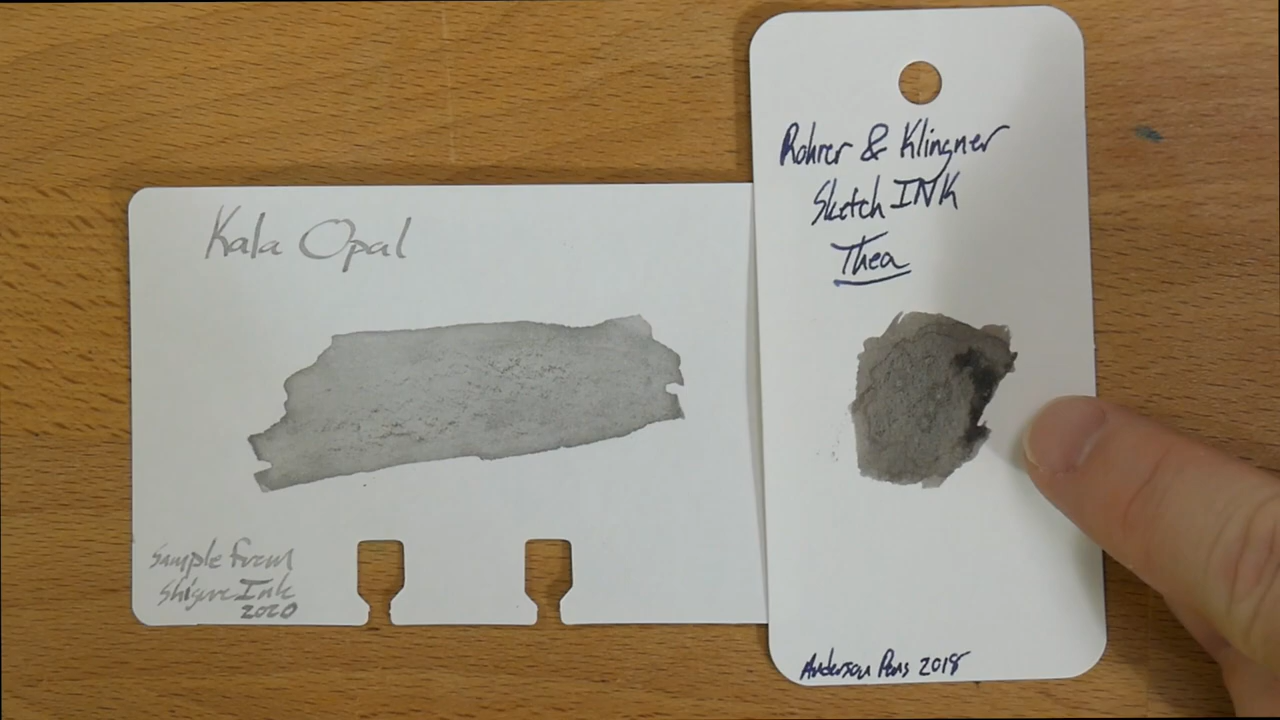 Kala Opal
Sample from
Shigure Ink
2020
Rohrer & Klingner
Sketch INK
Thea
Anderson Pens 2018